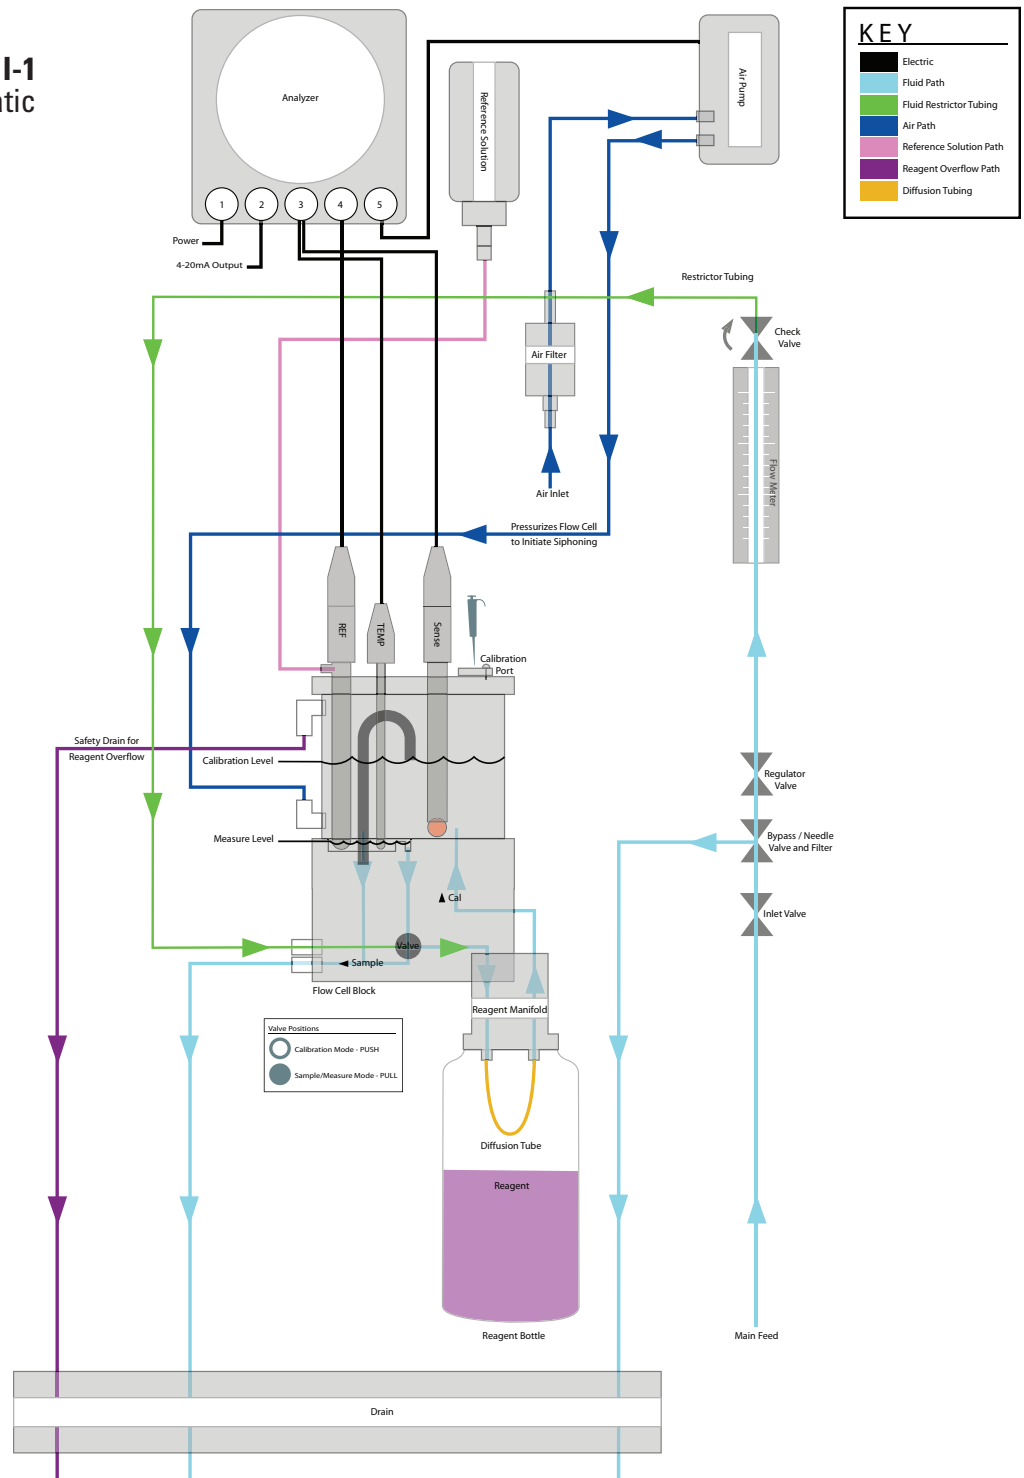 I-1
atic
KEY
Electric
Fluid Path
Fluid Restrictor Tubing
Air Path
Reference Solution Path
Reagent Overflow Path
Diffusion Tubing
Analyzer
1
2
3
4
5
Power
4-20mA Output
Reference Solution
Air Pump
Restrictor Tubing
Check
Valve
Air Filter
Flow Meter
Air Inlet
Pressurizes Flow Cell
to Initiate Siphoning
REF
TEMP
Sense
Calibration
Port
Safety Drain for
Reagent Overflow
Calibration Level
Measure Level
Regulator
Valve
Bypass / Needle
Valve and Filter
Inlet Valve
Cal
Valve
Sample
Flow Cell Block
Reagent Manifold
Valve Positions
Calibration Mode - PUSH
Sample/Measure Mode - PULL
Diffusion Tube
Reagent
Reagent Bottle
Main Feed
Drain